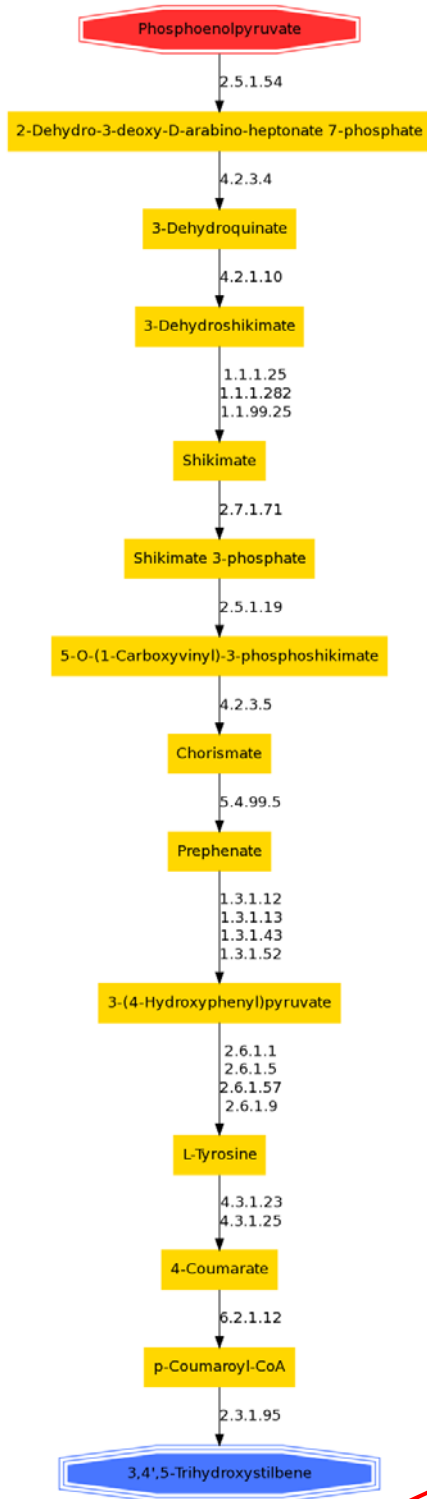 Phosphoenolpyruvate
2.5.1.54
2-Dehydro-3-deoxy-D-arabino-heptonate 7-phosphate
4.2.3.4
3-Dehydroquinate
4.2.1.10
3-Dehydroshikimate
1.1.1.25
1.1.1.282
1.1.99.25
Shikimate
2.7.1.71
Shikimate 3-phosphate
2.5.1.19
5-O-(1-Carboxyvinyl)-3-phosphoshikimate
4.2.3.5
Chorismate
5.4.99.5
Prephenate
1.3.1.12
1.3.1.13
1.3.1.43
1.3.1.52
3-(4-Hydroxyphenyl)pyruvate
2.6.1.1
2.6.1.5
2.6.1.57
2.6.1.9
L-Tyrosine
4.3.1.23
4.3.1.25
4-Coumarate
6.2.1.12
p-Coumaroyl-CoA
2.3.1.95
3,4',5-Trihydroxystilbene